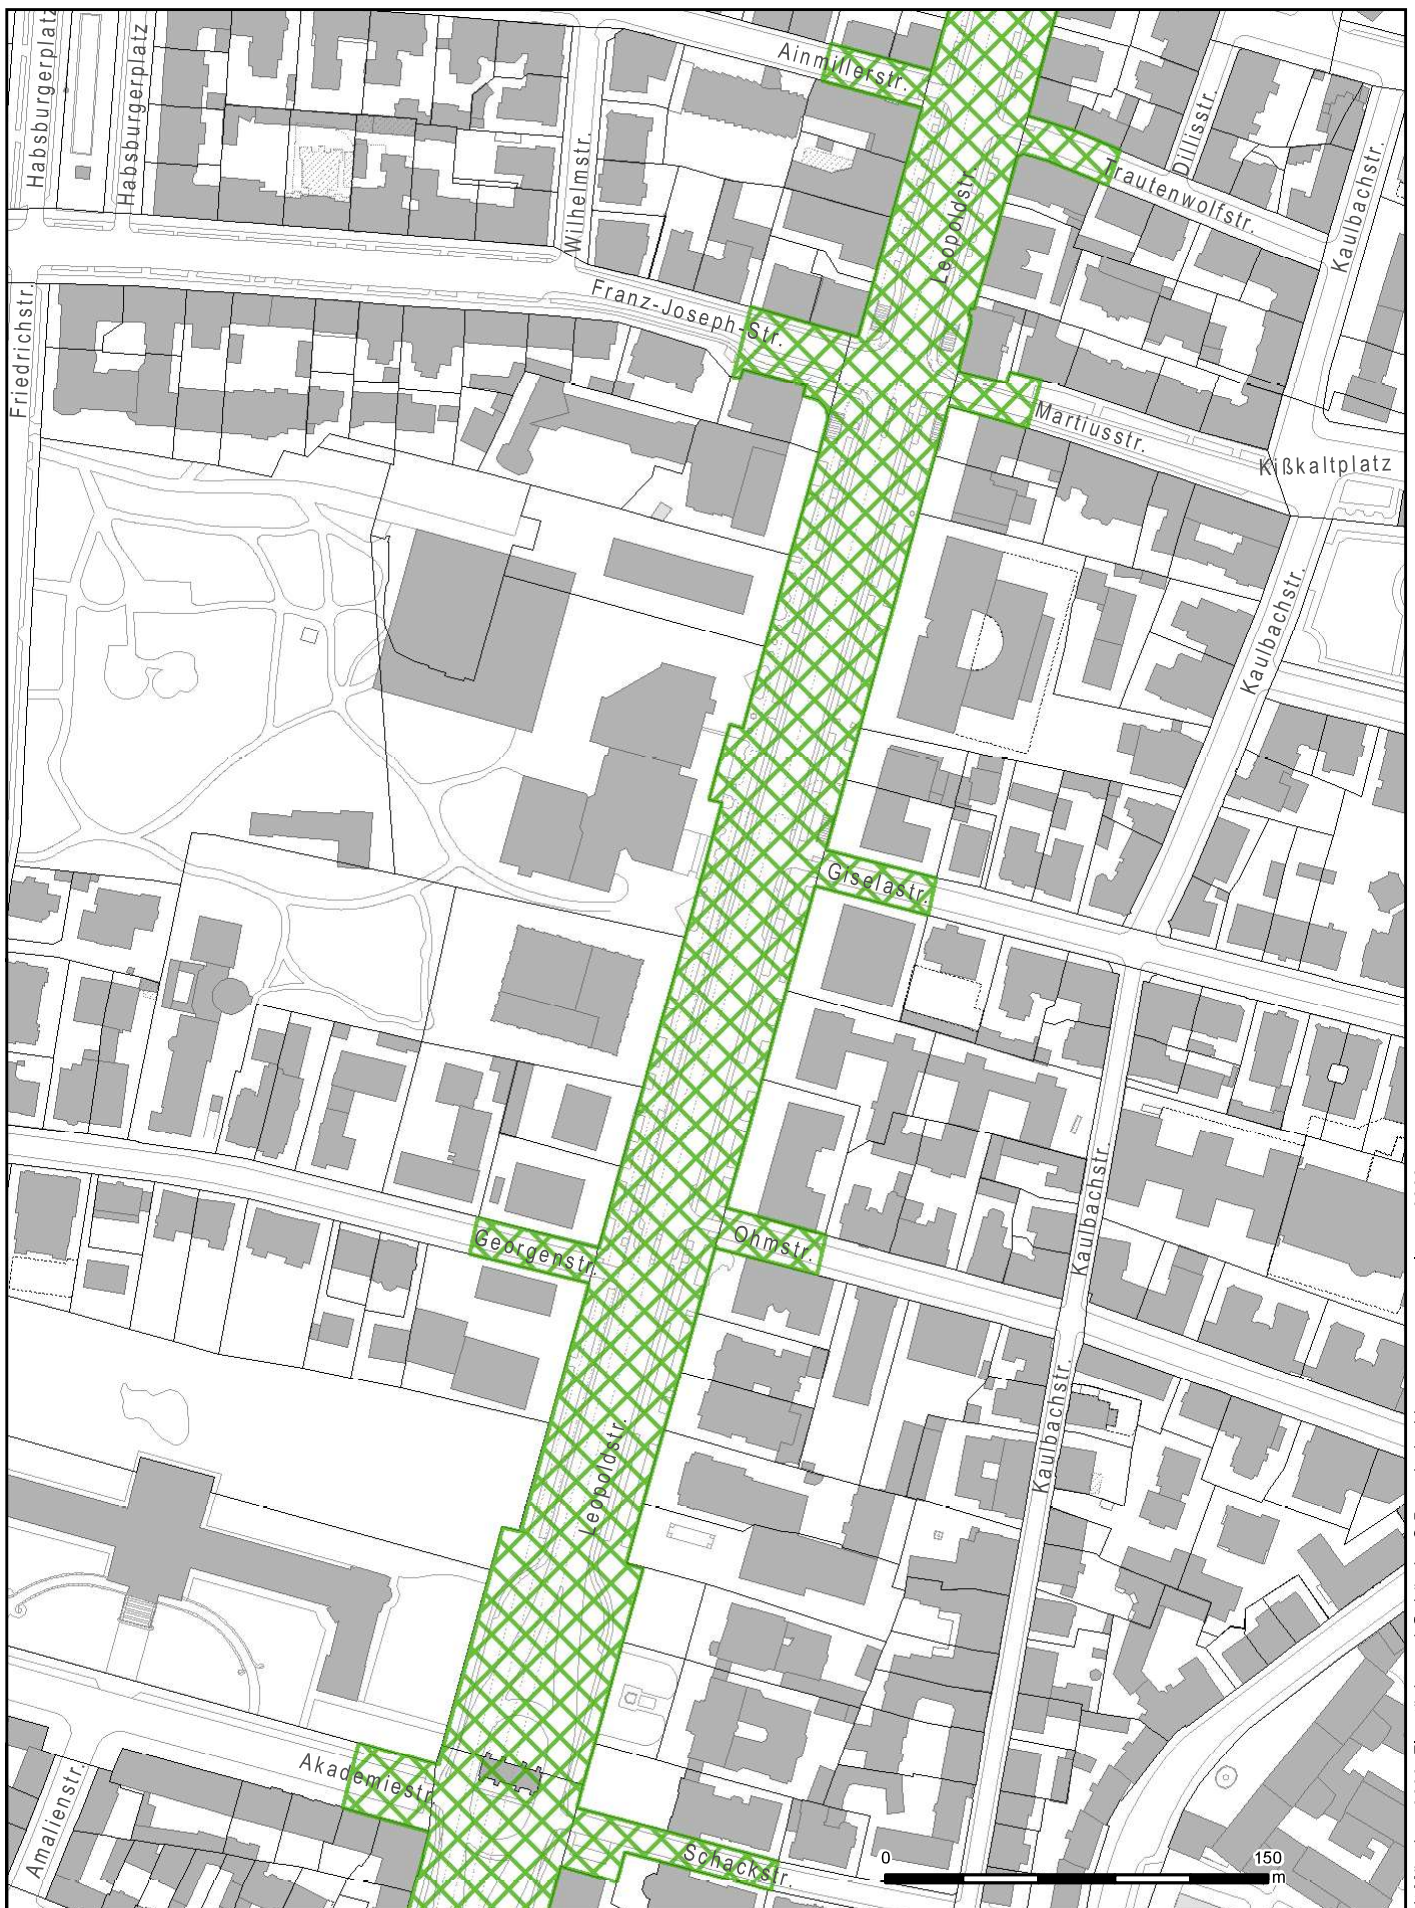 Habsburgerplatz
Habsburgerplatz
Ainmillerstr.
Wilhelmstr.
Dillisstr.
Kaulbachstr.
Trautenwolfstr.
Leopoldstr.
Franz-Joseph-Str.
Friedrichstr.
Martiusstr.
Kißkaltplatz
Kaulbachstr.
Giselastr.
Kaulbachstr.
Georgenstr.
Ohmstr.
Kaulbachstr.
Leopoldstr.
Akademiestr.
Amalienstr.
Schackstr.
0 150
m